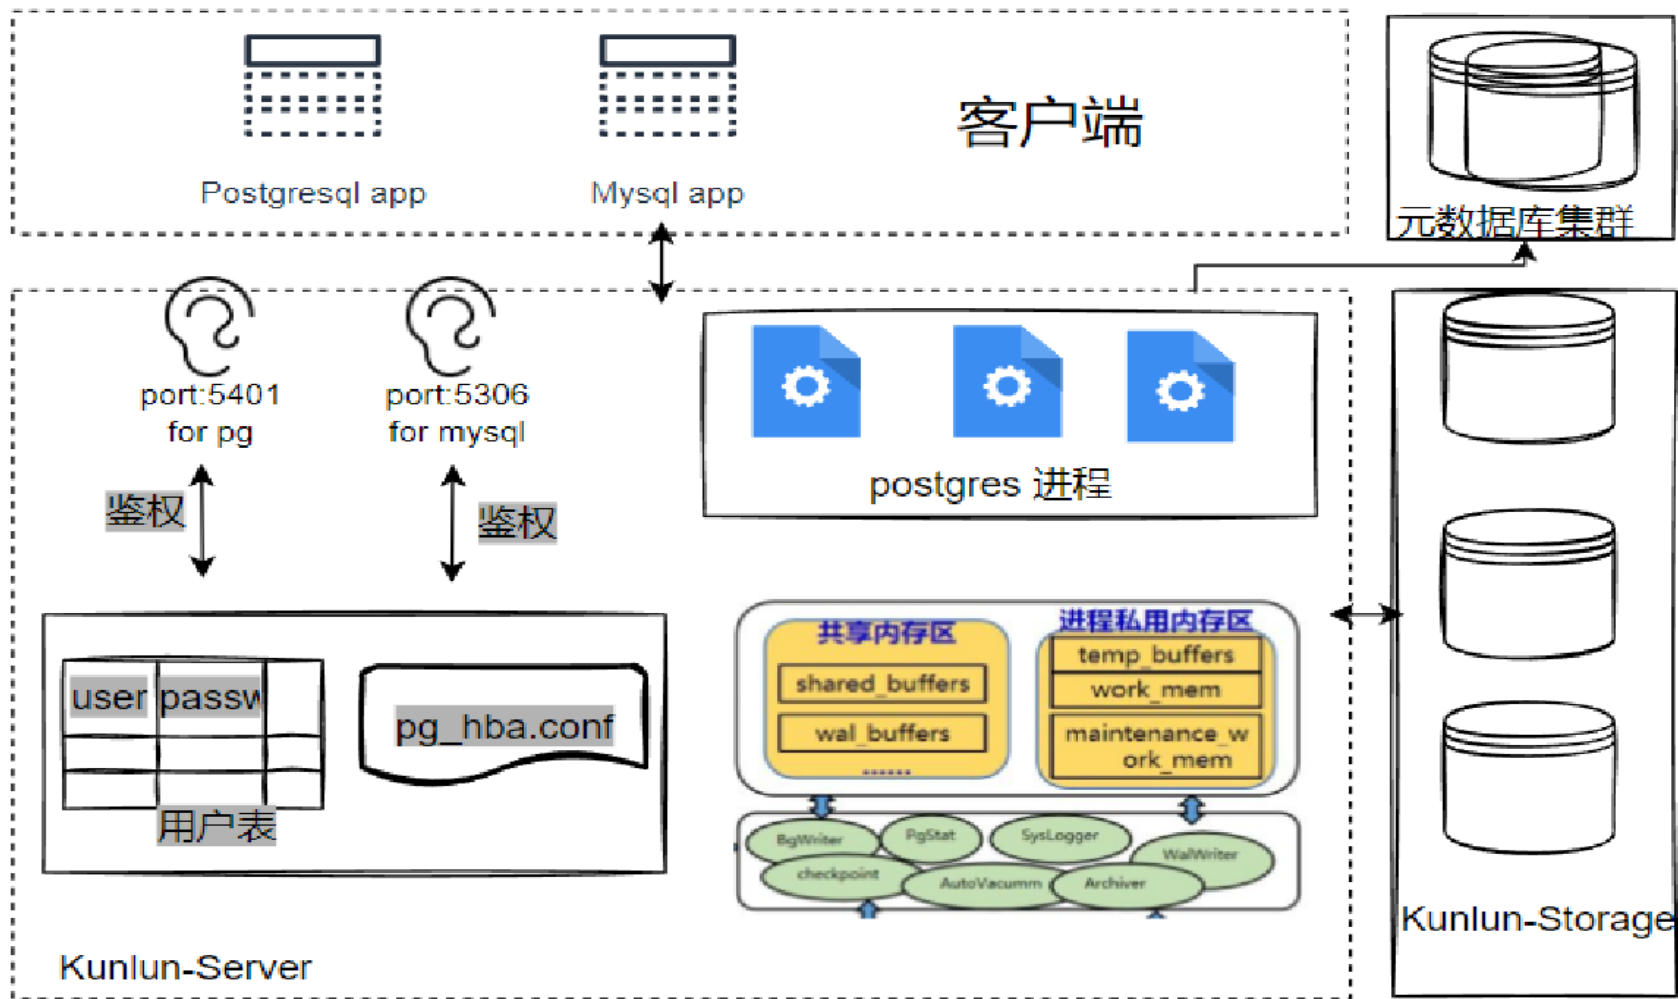 Postgresql app
Mysql app
客户端
元数据库集群
port:5401
for pg
port:5306
for mysql
鉴权
鉴权
postgres 进程
user
passw
用户表
pg_hba.conf
共享内存区
shared_buffers
wal_buffers
......
进程私用内存区
temp_buffers
work_mem
maintenance_w
ork_mem
BgWriter
PgStat
SysLogger
WalWriter
checkpoint
AutoVacumm
Archiver
Kunlun-Server
Kunlun-Storage